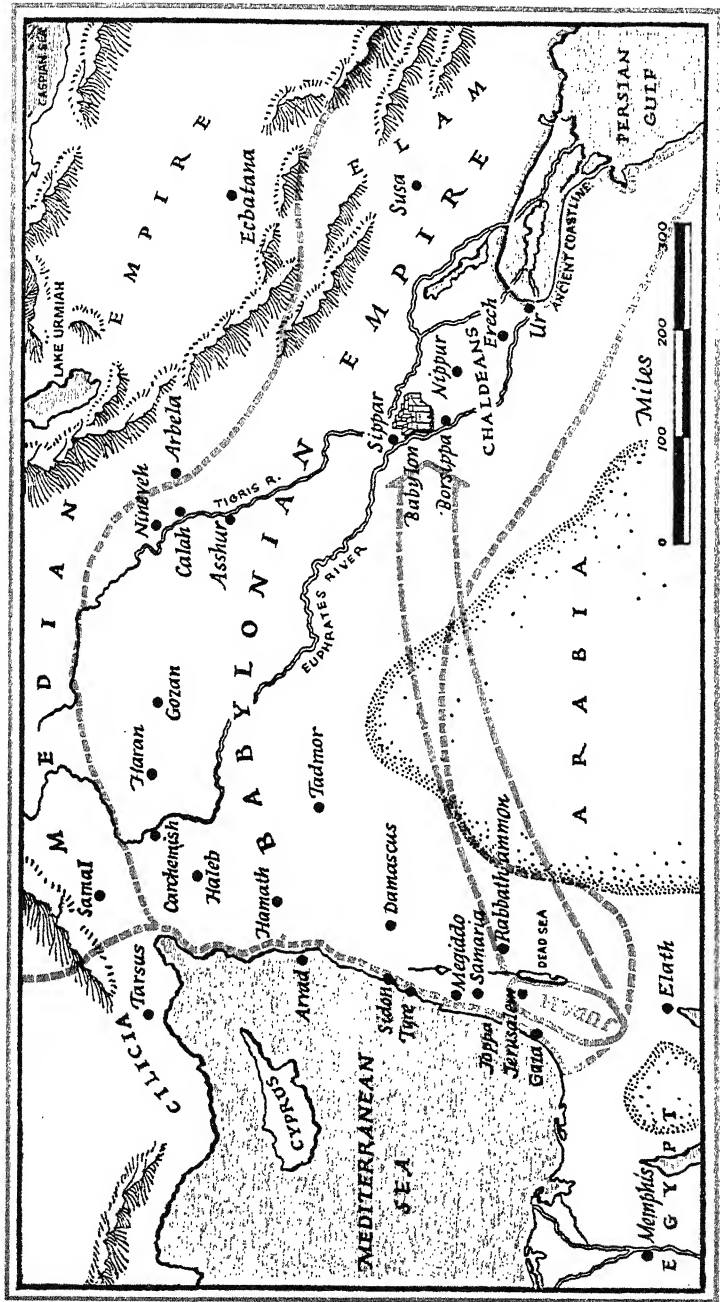 CASPIAN SEA
LAKE URMIAH
MEDIAN EMPIRE
Ecbatana
Samal
CILICIA
Tarsus
Carchemish
Haran
Gozan
Nineveh
Calah
Arbela
Asshur
TIGRIS R.
ELAM
Susa
Haleb
Hamath
BABYLONIAN EMPIRE
Tadmor
EUPHRATES RIVER
Arvad
CYPRUS
MEDITERRANEAN
SEA
Damascus
Sidon
Tyre
Sippar
Babylon
Borsippa
Nippur
CHALDEANS
Erech
Ur
ANCIENT COASTLINE
PERSIAN
GULF
Megiddo
Samaria
Joppa
Rabbath-ammon
Jerusalem
DEAD SEA
Gaza
JUDAH
ARABIA
Elath
Memphis
EGYPT
Miles
0 100 200 300